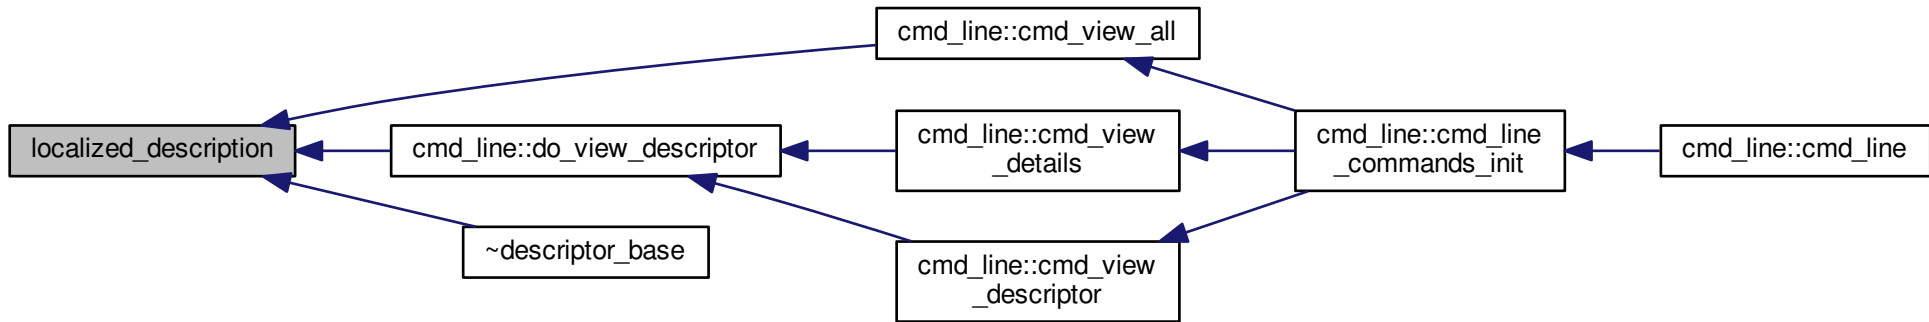 localized_description
cmd_line::cmd_view_all
cmd_line::do_view_descriptor
~descriptor_base
cmd_line::cmd_view
_details
cmd_line::cmd_view
_descriptor
cmd_line::cmd_line
_commands_init
cmd_line::cmd_line